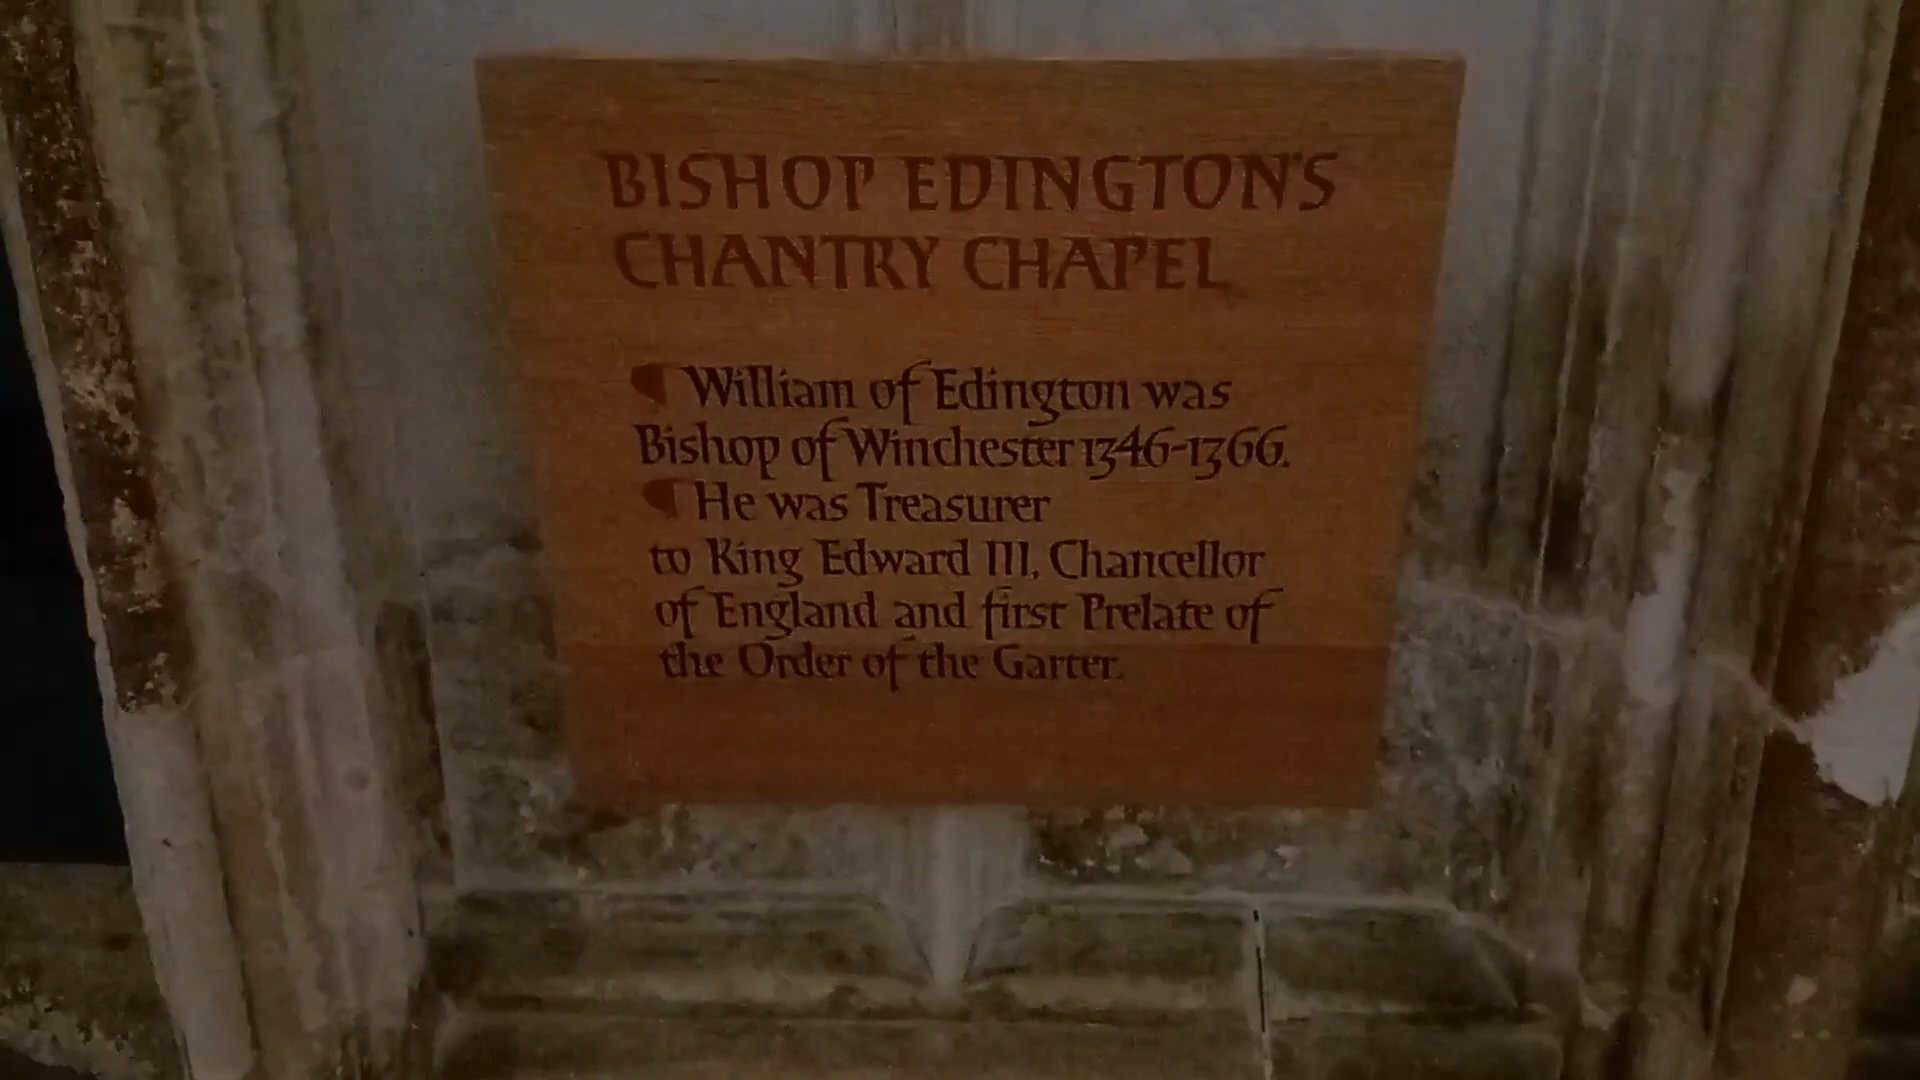 BISHOP EDINGTON'S
CHANTRY CHAPEL
¶ William of Edington was
Bishop of Winchester 1346-1366.
¶ He was Treasurer
to King Edward III, Chancellor
of England and first Prelate of
the Order of the Garter.